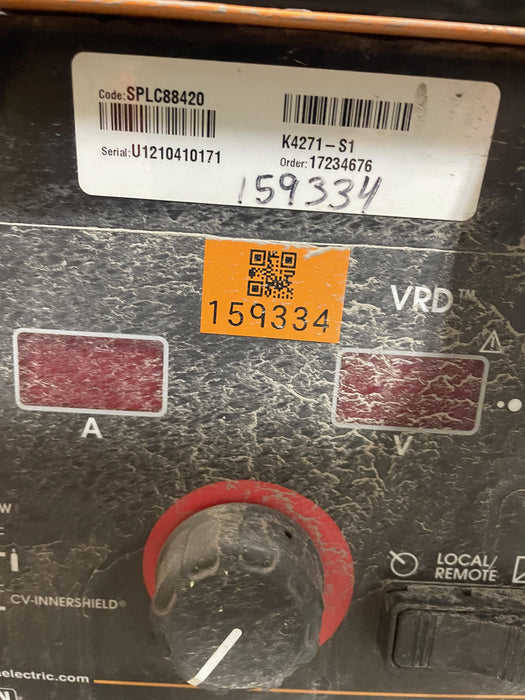 Code:SPLC88420
Serial:U1210410171
K4271-S1
Order:17234676
159334
159334
VRD™
A
V
LOCAL/
REMOTE
CV-INNERSHIELD®
electric.com